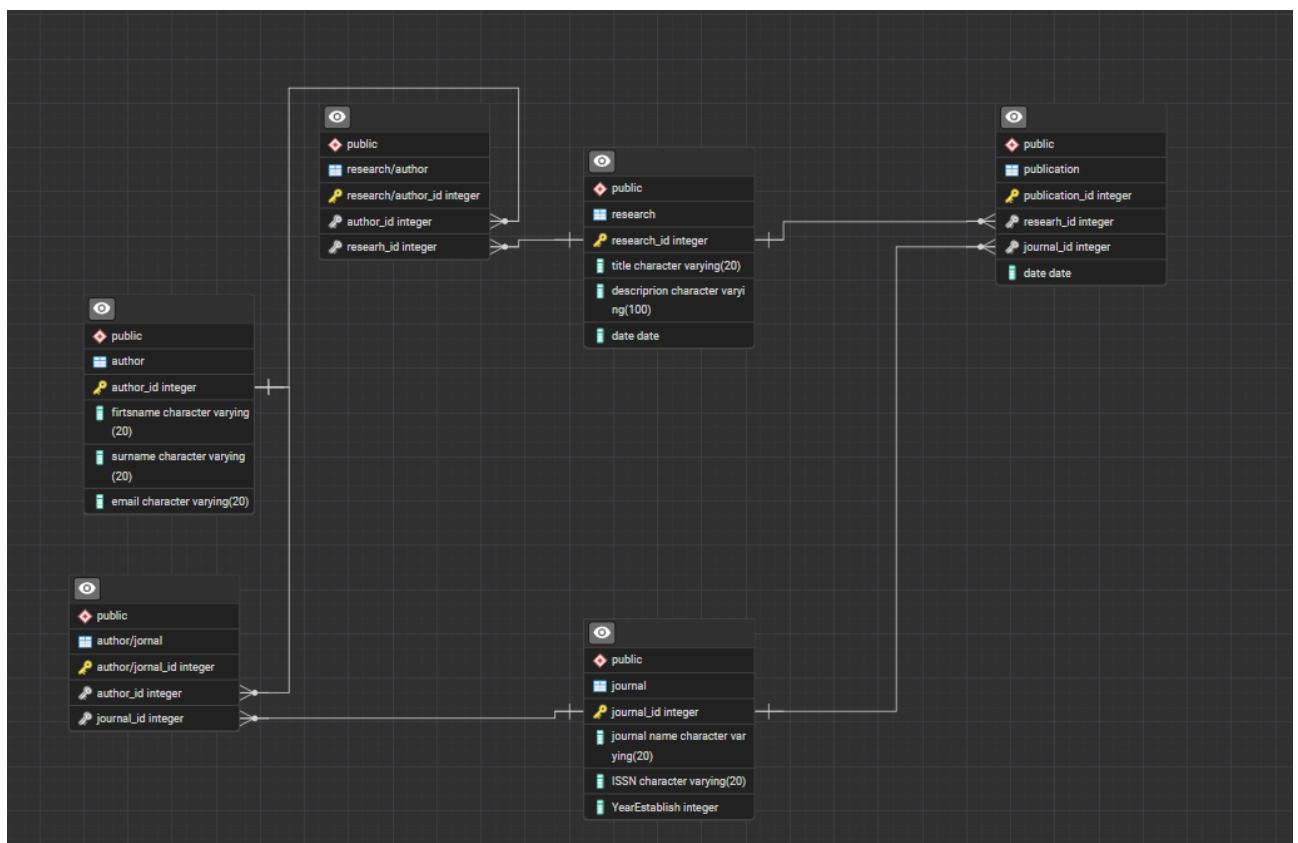 public
research/author
research/author_id integer
author_id integer
researh_id integer
public
research
research_id integer
title character varying(20)
descriprion character varyi
ng(100)
date date
public
publication
publication_id integer
researh_id integer
journal_id integer
date date
public
author
author_id integer
firtsname character varying
(20)
surname character varying
(20)
email character varying(20)
public
author/jornal
author/jornal_id integer
author_id integer
journal_id integer
public
journal
journal_id integer
journal name character var
ying(20)
ISSN character varying(20)
YearEstablish integer